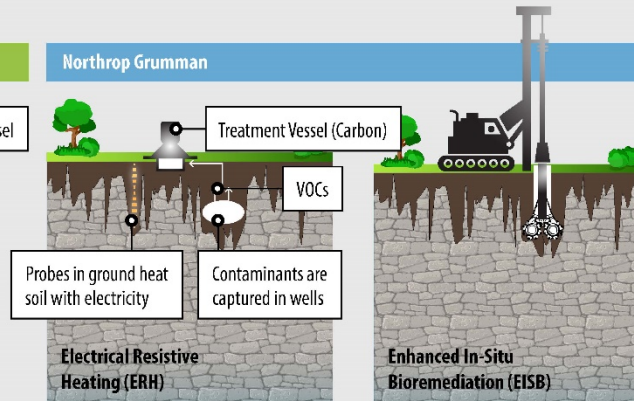 Northrop Grumman
sel
Treatment Vessel (Carbon)
VOCs
Probes in ground heat
soil with electricity
Contaminants are
captured in wells
Electrical Resistive
Heating (ERH)
Enhanced In-Situ
Bioremediation (EISB)